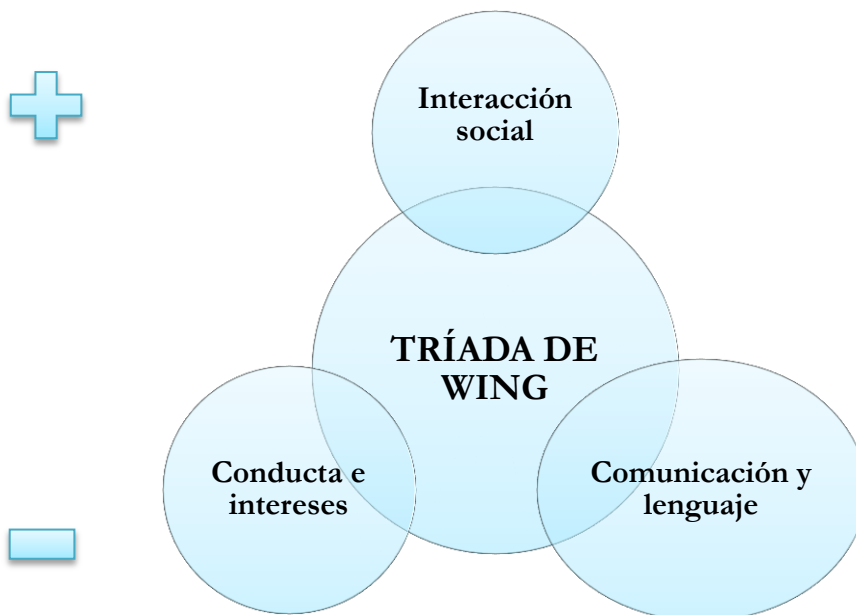 Interacción
social
TRÍADA DE
WING
Conducta e
intereses
Comunicación y
lenguaje